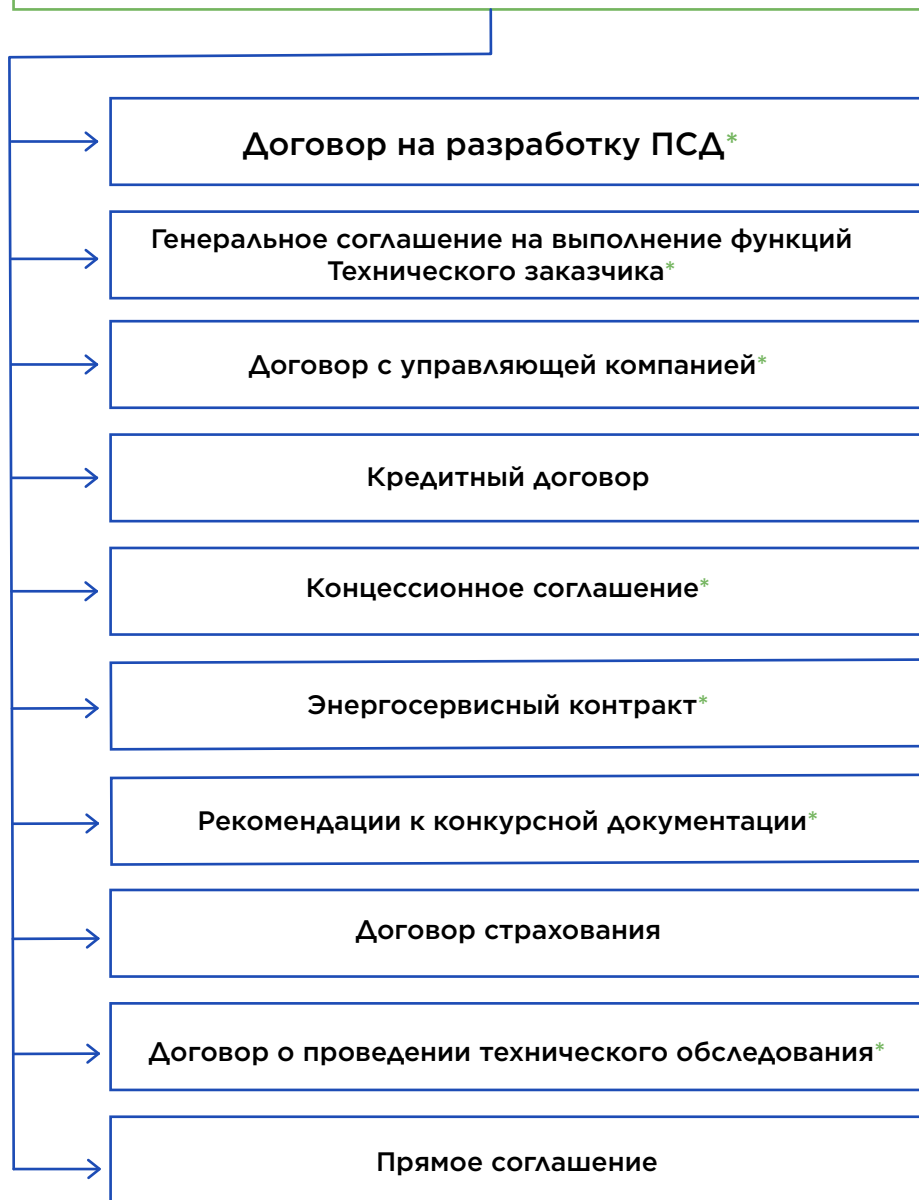 Договор на разработку ПСД*
Генеральное соглашение на выполнение функций
Технического заказчика*
Договор с управляющей компанией*
Кредитный договор
Концессионное соглашение*
Энергосервисный контракт*
Рекомендации к конкурсной документации*
Договор страхования
Договор о проведении технического обследования*
Прямое соглашение